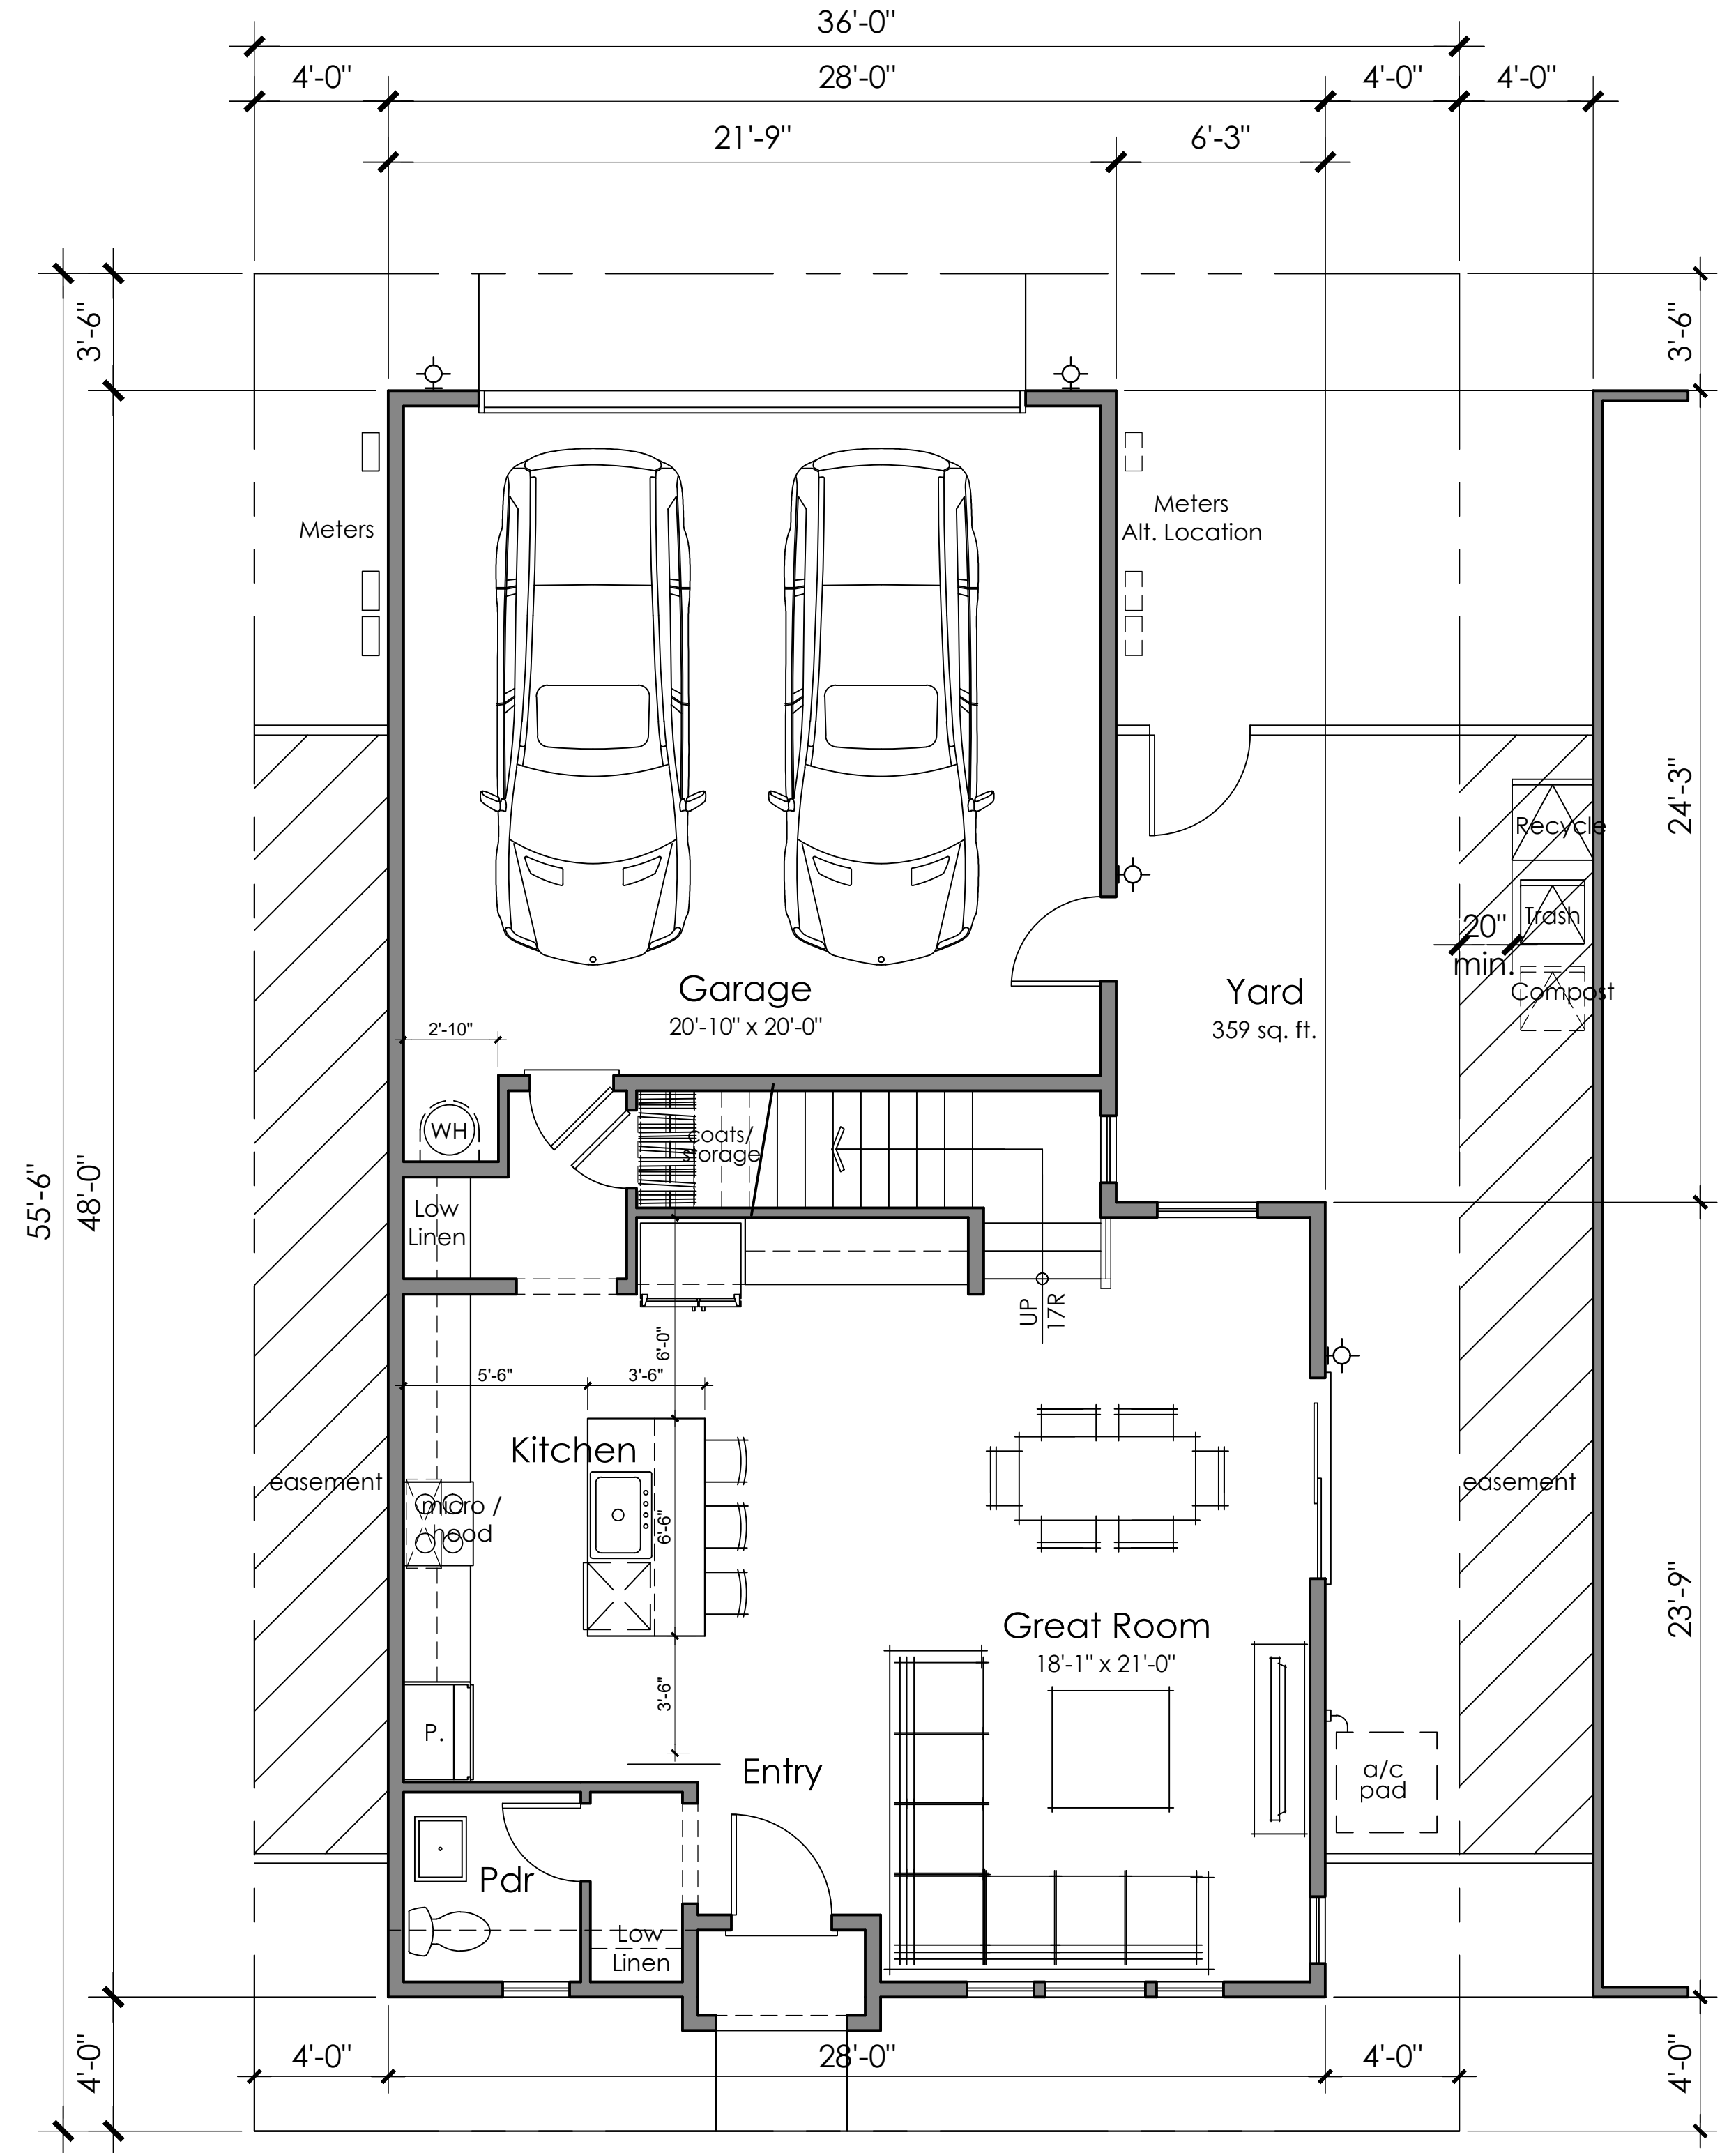 36'-0"
4'-0"
28'-0"
4'-0"
4'-0"
21'-9"
6'-3"
3'-6"
3'-6"
Meters
Meters
Alt. Location
24'-3"
Recycle
Trash
20"
min.
Compost
Garage
20'-10" x 20'-0"
Yard
359 sq. ft.
2'-10"
WH
coats/
storage
55'-6"
48'-0"
Low
Linen
UP
17R
6'-0"
5'-6"
3'-6"
Kitchen
easement
micro /
hood
6'-6"
easement
Great Room
18'-1" x 21'-0"
23'-9"
3'-6"
P.
Entry
a/c
pad
Pdr
Low
Linen
4'-0"
4'-0"
28'-0"
4'-0"
4'-0"